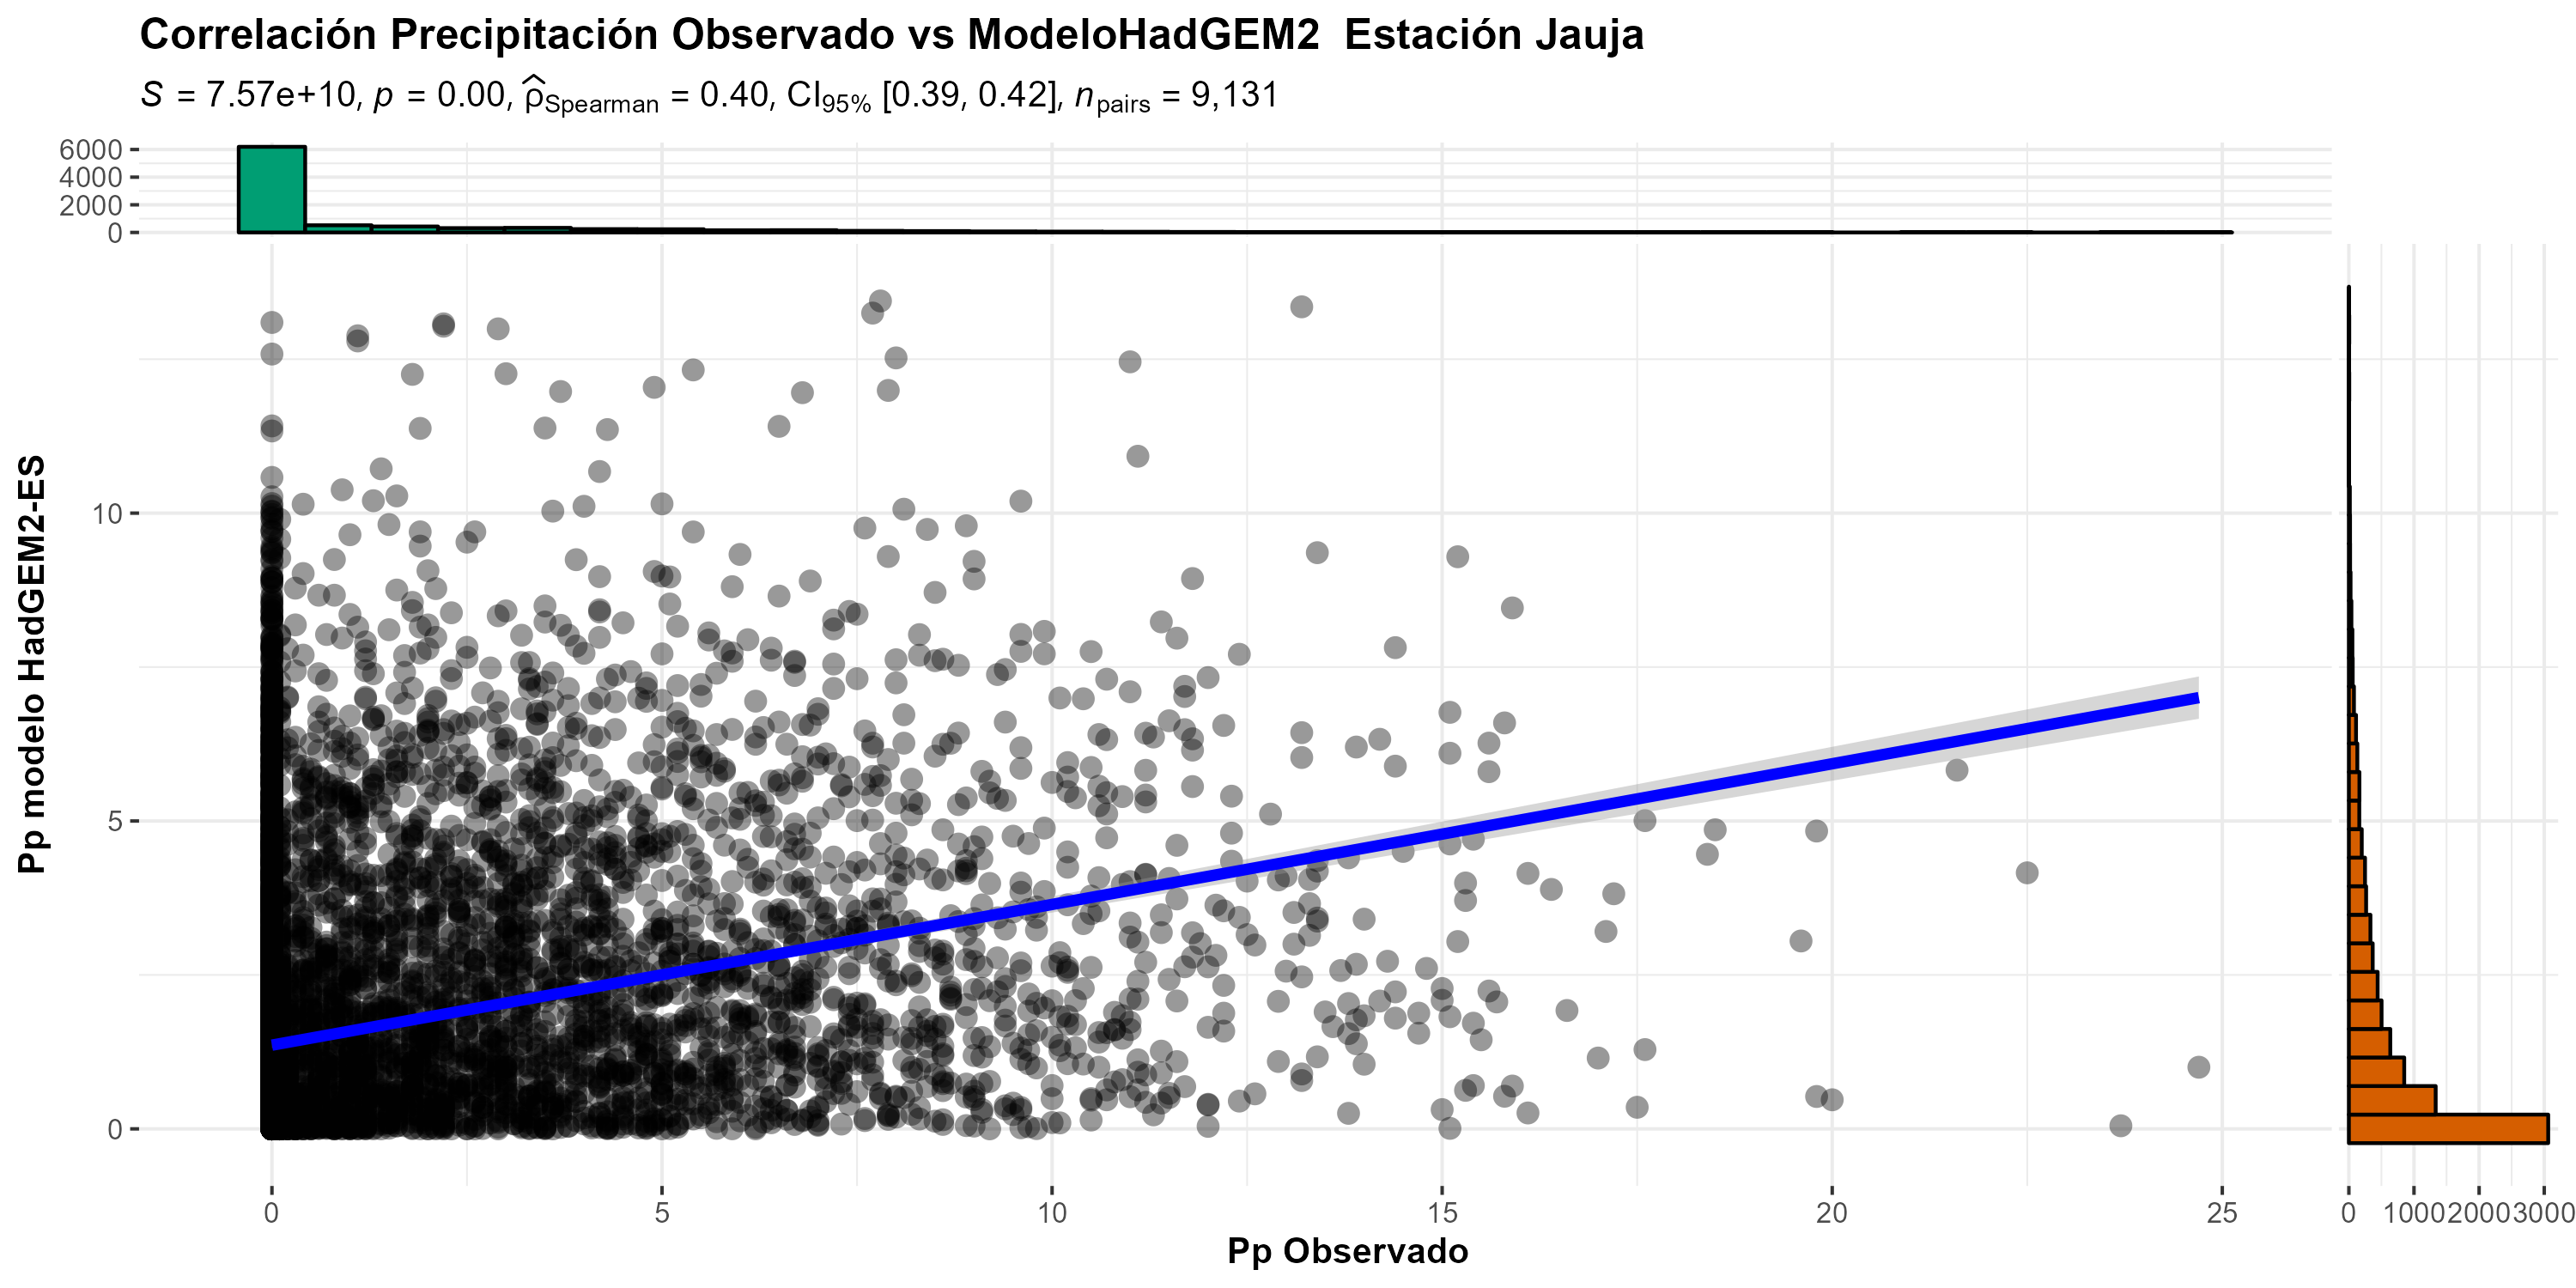 Correlación Precipitación Observado vs ModeloHadGEM2  Estación Jauja
S = 7.57e+10, p = 0.00, ρ̂Spearman = 0.40, CI95% [0.39, 0.42], npairs = 9,131
6000
4000
2000
0
10
5
0
Pp modelo HadGEM2-ES
0 5 10 15 20 25
0 1000 2000 3000
Pp Observado